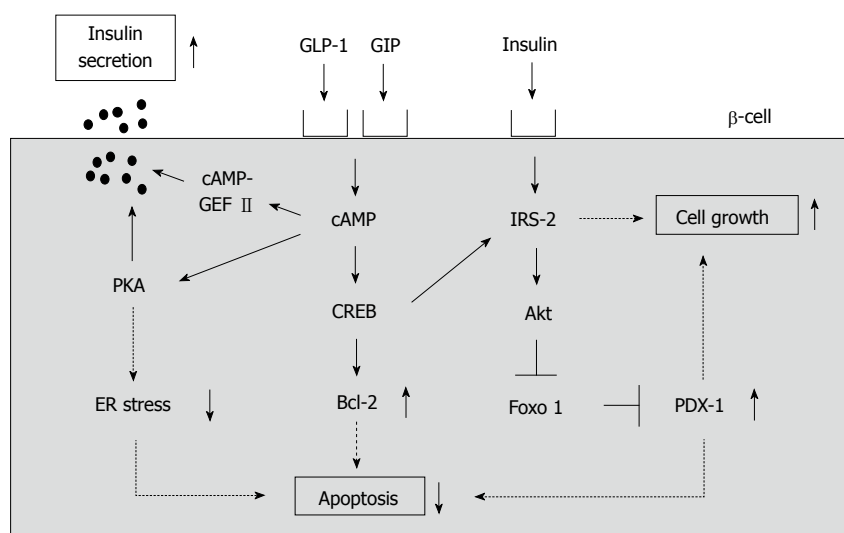 Insulin
secretion
GLP-1
GIP
Insulin
β-cell
cAMP-
GEF Ⅱ
cAMP
IRS-2
Cell growth
PKA
CREB
Akt
ER stress
Bcl-2
Foxo 1
PDX-1
Apoptosis